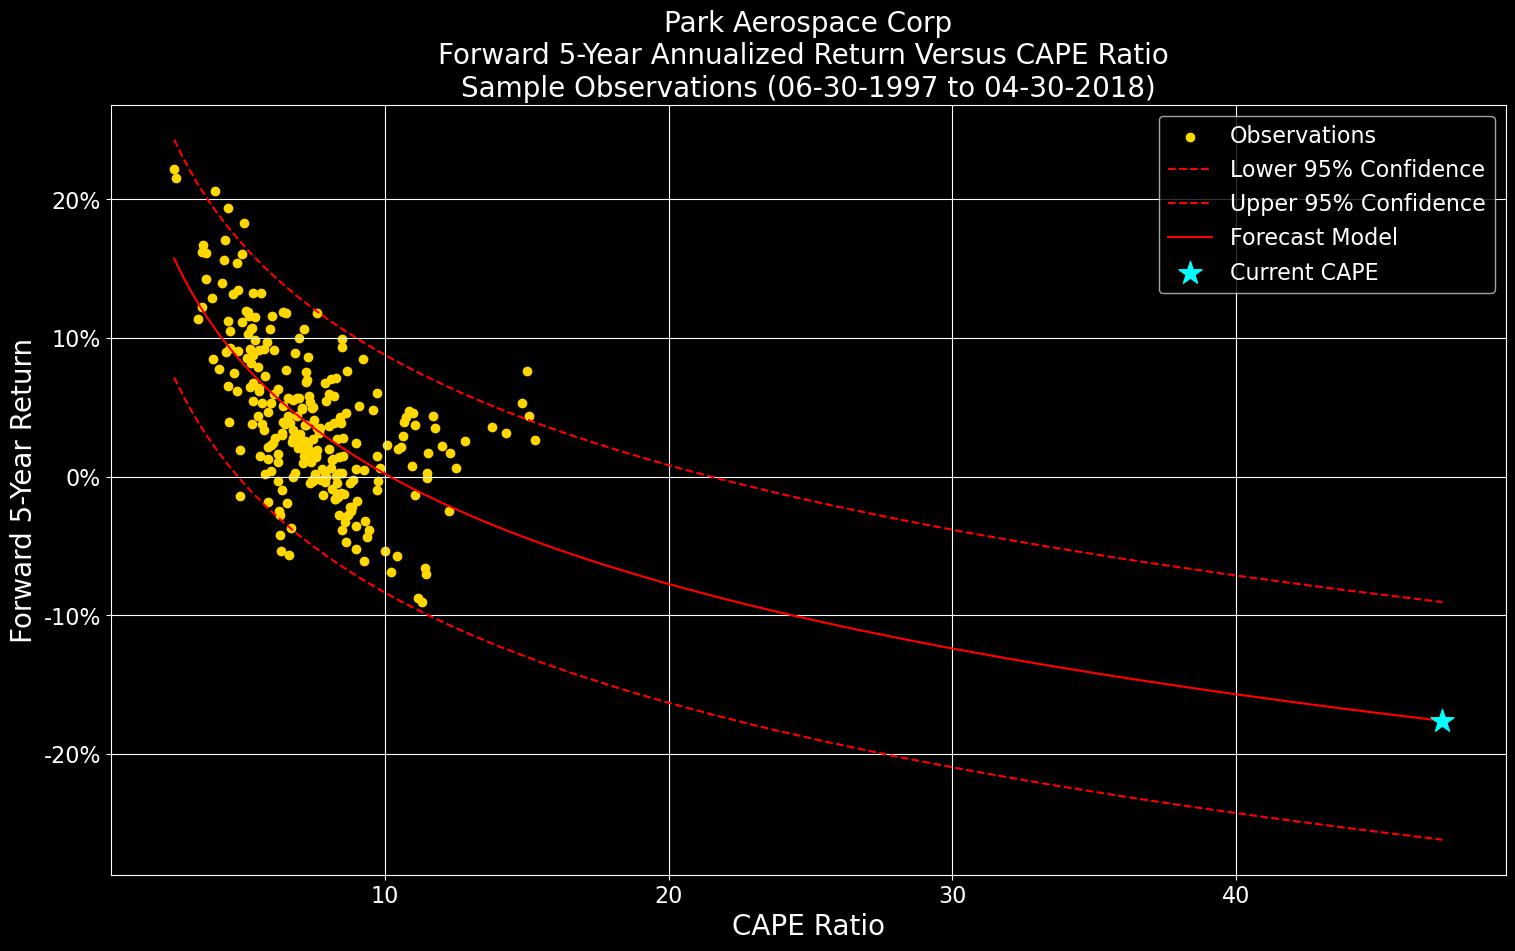 Park Aerospace Corp
Forward 5-Year Annualized Return Versus CAPE Ratio
Sample Observations (06-30-1997 to 04-30-2018)
Observations
Lower 95% Confidence
Upper 95% Confidence
Forecast Model
Current CAPE
Forward 5-Year Return
20%
10%
0%
-10%
-20%
10 20 30 40
CAPE Ratio